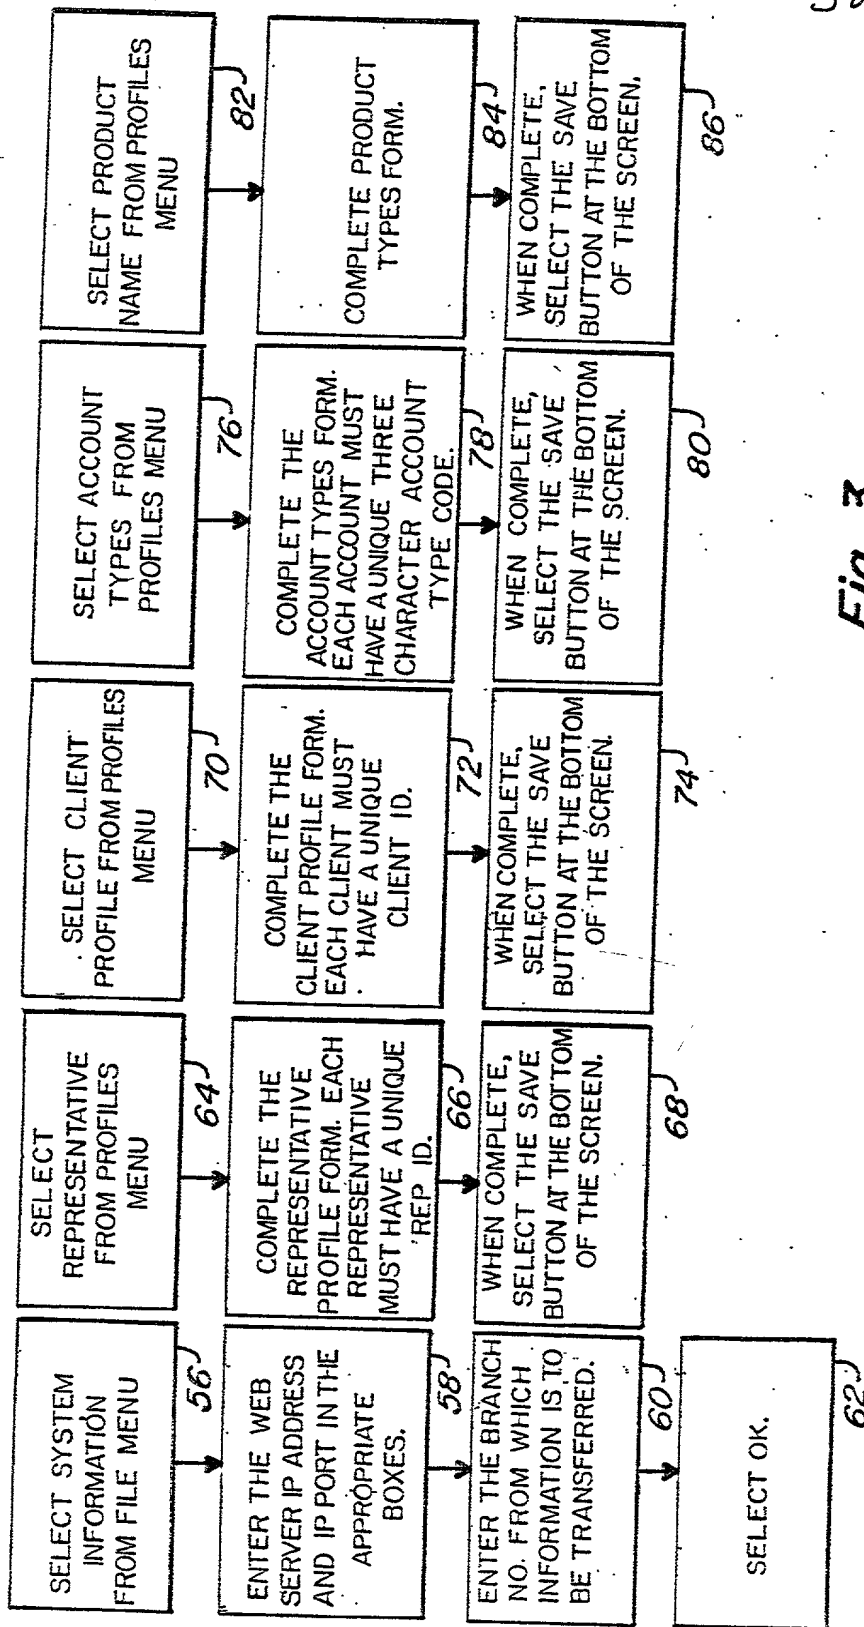 SELECT SYSTEM
INFORMATION
FROM FILE MENU
56
ENTER THE WEB
SERVER IP ADDRESS
AND IP PORT IN THE
APPROPRIATE
BOXES.
58
ENTER THE BRANCH
NO. FROM WHICH
INFORMATION IS TO
BE TRANSFERRED.
60
SELECT OK.
62
SELECT
REPRESENTATIVE
FROM PROFILES
MENU
64
COMPLETE THE
REPRESENTATIVE
PROFILE FORM. EACH
REPRESENTATIVE
MUST HAVE A UNIQUE
REP ID.
66
WHEN COMPLETE,
SELECT THE SAVE
BUTTON AT THE BOTTOM
OF THE SCREEN.
68
SELECT CLIENT
PROFILE FROM PROFILES
MENU
70
COMPLETE THE
CLIENT PROFILE FORM.
EACH CLIENT MUST
HAVE A UNIQUE
CLIENT ID.
72
WHEN COMPLETE,
SELECT THE SAVE
BUTTON AT THE BOTTOM
OF THE SCREEN.
74
SELECT ACCOUNT
TYPES FROM
PROFILES MENU
76
COMPLETE THE
ACCOUNT TYPES FORM.
EACH ACCOUNT MUST
HAVE A UNIQUE THREE
CHARACTER ACCOUNT
TYPE CODE.
78
WHEN COMPLETE,
SELECT THE SAVE
BUTTON AT THE BOTTOM
OF THE SCREEN.
80
SELECT PRODUCT
NAME FROM PROFILES
MENU
82
COMPLETE PRODUCT
TYPES FORM.
84
WHEN COMPLETE,
SELECT THE SAVE
BUTTON AT THE BOTTOM
OF THE SCREEN.
86
Fig. 3